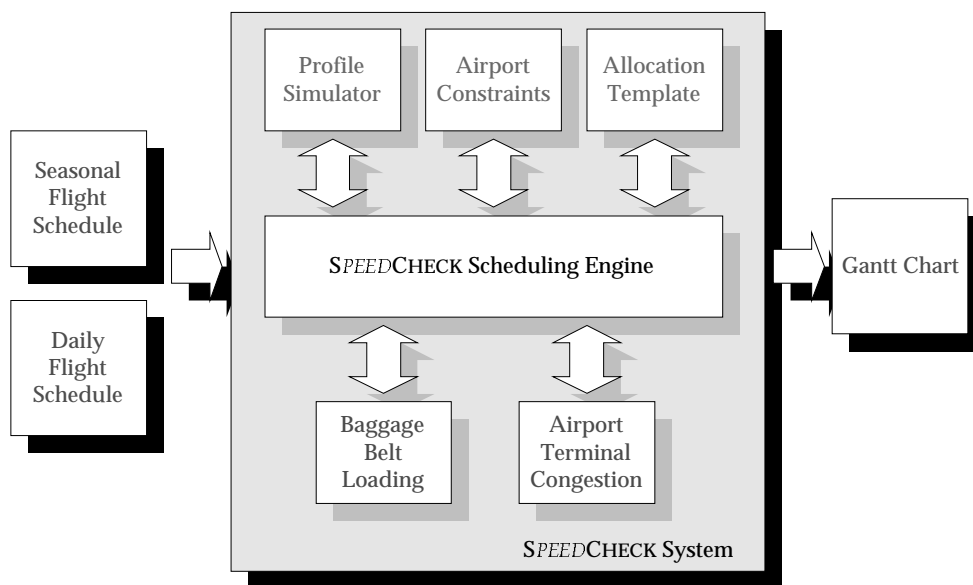 Profile
Simulator
Airport
Constraints
Allocation
Template
Seasonal
Flight
Schedule
SPEEDCHECK Scheduling Engine
Gantt Chart
Daily
Flight
Schedule
Baggage
Belt
Loading
Airport
Terminal
Congestion
SPEEDCHECK System